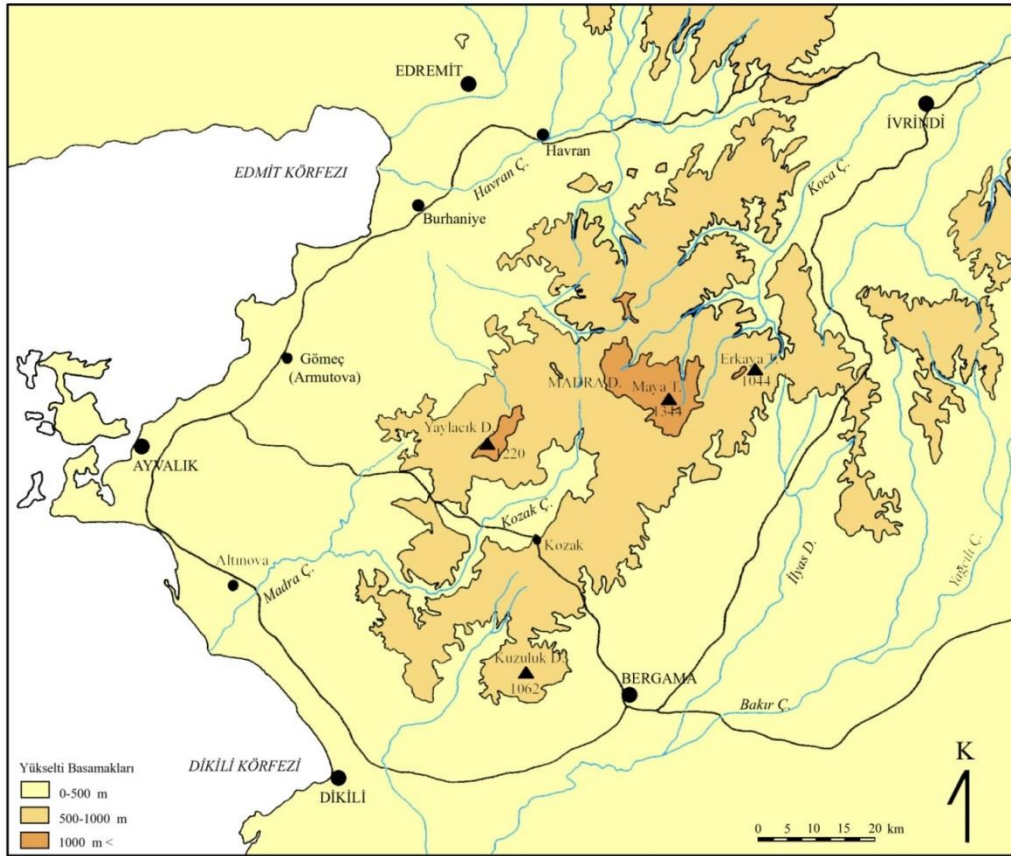 EDREMİT
İVRİNDİ
Havran
EDMİT KÖRFEZI
Havran Ç.
Koca Ç.
Burhaniye
Gömeç
(Armutova)
Erkaya T.
1044
MADRA D.
Maya T.
1344
Yaylacık D.
1220
AYVALIK
Kozak Ç.
Kozak
Altınova
Madra Ç.
İlyas D.
Yağcılı Ç.
Kuzuluk D.
1062
BERGAMA
Bakır Ç.
DİKİLİ KÖRFEZİ
DİKİLİ
K
Yükselti Basamakları
0-500 m
500-1000 m
1000 m <
0 5 10 15 20 km